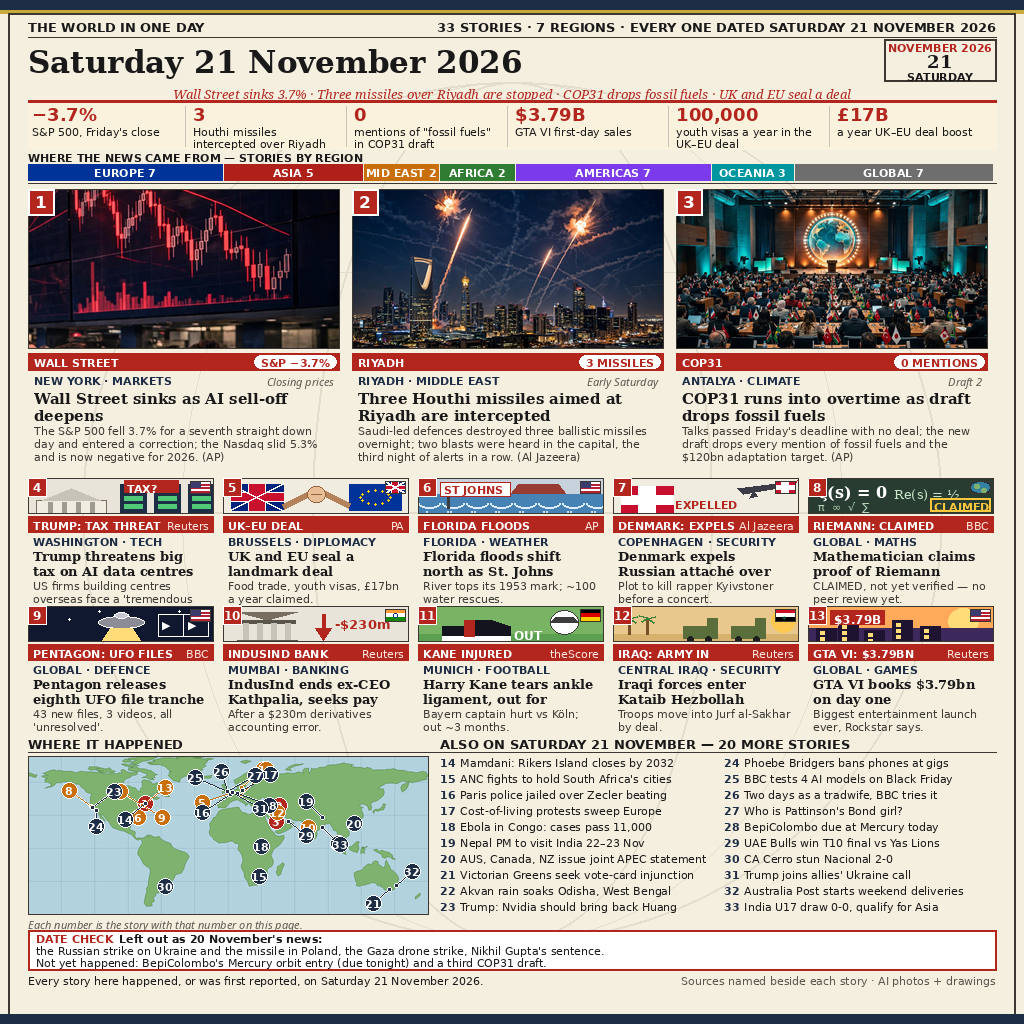 THE WORLD IN ONE DAY
33 STORIES · 7 REGIONS · EVERY ONE DATED SATURDAY 21 NOVEMBER 2026
Saturday 21 November 2026
NOVEMBER 2026
21
SATURDAY
Wall Street sinks 3.7% · Three missiles over Riyadh are stopped · COP31 drops fossil fuels · UK and EU seal a deal
−3.7%
S&P 500, Friday's close
3
Houthi missiles
intercepted over Riyadh
0
mentions of "fossil fuels"
in COP31 draft
$3.79B
GTA VI first-day sales
100,000
youth visas a year in the
UK–EU deal
£17B
a year UK–EU deal boost
WHERE THE NEWS CAME FROM — STORIES BY REGION
EUROPE 7
ASIA 5
MID EAST 2
AFRICA 2
AMERICAS 7
OCEANIA 3
GLOBAL 7
1
WALL STREET
S&P −3.7%
NEW YORK · MARKETS
Closing prices
Wall Street sinks as AI sell-off
deepens
The S&P 500 fell 3.7% for a seventh straight down
day and entered a correction; the Nasdaq slid 5.3%
and is now negative for 2026. (AP)
2
RIYADH
3 MISSILES
RIYADH · MIDDLE EAST
Early Saturday
Three Houthi missiles aimed at
Riyadh are intercepted
Saudi-led defences destroyed three ballistic missiles
overnight; two blasts were heard in the capital, the
third night of alerts in a row. (Al Jazeera)
3
COP31
0 MENTIONS
ANTALYA · CLIMATE
Draft 2
COP31 runs into overtime as draft
drops fossil fuels
Talks passed Friday's deadline with no deal; the new
draft drops every mention of fossil fuels and the
$120bn adaptation target. (AP)
4
TAX?
TRUMP: TAX THREAT
Reuters
WASHINGTON · TECH
Trump threatens big
tax on AI data centres
US firms building centres
overseas face a 'tremendous
5
UK–EU DEAL
PA
BRUSSELS · DIPLOMACY
UK and EU seal a
landmark deal
Food trade, youth visas, £17bn
a year claimed.
6
ST JOHNS
FLORIDA FLOODS
AP
FLORIDA · WEATHER
Florida floods shift
north as St. Johns
River tops its 1953 mark; ~100
water rescues.
7
EXPELLED
DENMARK: EXPELS
Al Jazeera
COPENHAGEN · SECURITY
Denmark expels
Russian attaché over
Plot to kill rapper Kyivstoner
before a concert.
8
(s) = 0
Re(s) = ½
π ∞ √ ∑
CLAIMED
RIEMANN: CLAIMED
BBC
GLOBAL · MATHS
Mathematician claims
proof of Riemann
CLAIMED, not yet verified — no
peer review yet.
9
PENTAGON: UFO FILES
BBC
GLOBAL · DEFENCE
Pentagon releases
eighth UFO file tranche
43 new files, 3 videos, all
'unresolved'.
10
-$230m
INDUSIND BANK
Reuters
MUMBAI · BANKING
IndusInd ends ex-CEO
Kathpalia, seeks pay
After a $230m derivatives
accounting error.
11
OUT
KANE INJURED
theScore
MUNICH · FOOTBALL
Harry Kane tears ankle
ligament, out for
Bayern captain hurt vs Köln;
out ~3 months.
12
IRAQ: ARMY IN
Reuters
CENTRAL IRAQ · SECURITY
Iraqi forces enter
Kataib Hezbollah
Troops move into Jurf al-Sakhar
by deal.
13
$3.79B
GTA VI: $3.79BN
Reuters
GLOBAL · GAMES
GTA VI books $3.79bn
on day one
Biggest entertainment launch
ever, Rockstar says.
WHERE IT HAPPENED
8
23
14
24
2
6
9
13
25
26
27
17
5
16
31
8
12
3
19
29
33
20
18
15
30
32
21
Each number is the story with that number on this page.
ALSO ON SATURDAY 21 NOVEMBER — 20 MORE STORIES
14 Mamdani: Rikers Island closes by 2032
15 ANC fights to hold South Africa's cities
16 Paris police jailed over Zecler beating
17 Cost-of-living protests sweep Europe
18 Ebola in Congo: cases pass 11,000
19 Nepal PM to visit India 22–23 Nov
20 AUS, Canada, NZ issue joint APEC statement
21 Victorian Greens seek vote-card injunction
22 Akvan rain soaks Odisha, West Bengal
23 Trump: Nvidia should bring back Huang
24 Phoebe Bridgers bans phones at gigs
25 BBC tests 4 AI models on Black Friday
26 Two days as a tradwife, BBC tries it
27 Who is Pattinson's Bond girl?
28 BepiColombo due at Mercury today
29 UAE Bulls win T10 final vs Yas Lions
30 CA Cerro stun Nacional 2-0
31 Trump joins allies' Ukraine call
32 Australia Post starts weekend deliveries
33 India U17 draw 0-0, qualify for Asia
DATE CHECK Left out as 20 November's news:
the Russian strike on Ukraine and the missile in Poland, the Gaza drone strike, Nikhil Gupta's sentence.
Not yet happened: BepiColombo's Mercury orbit entry (due tonight) and a third COP31 draft.
Every story here happened, or was first reported, on Saturday 21 November 2026.
Sources named beside each story · AI photos + drawings